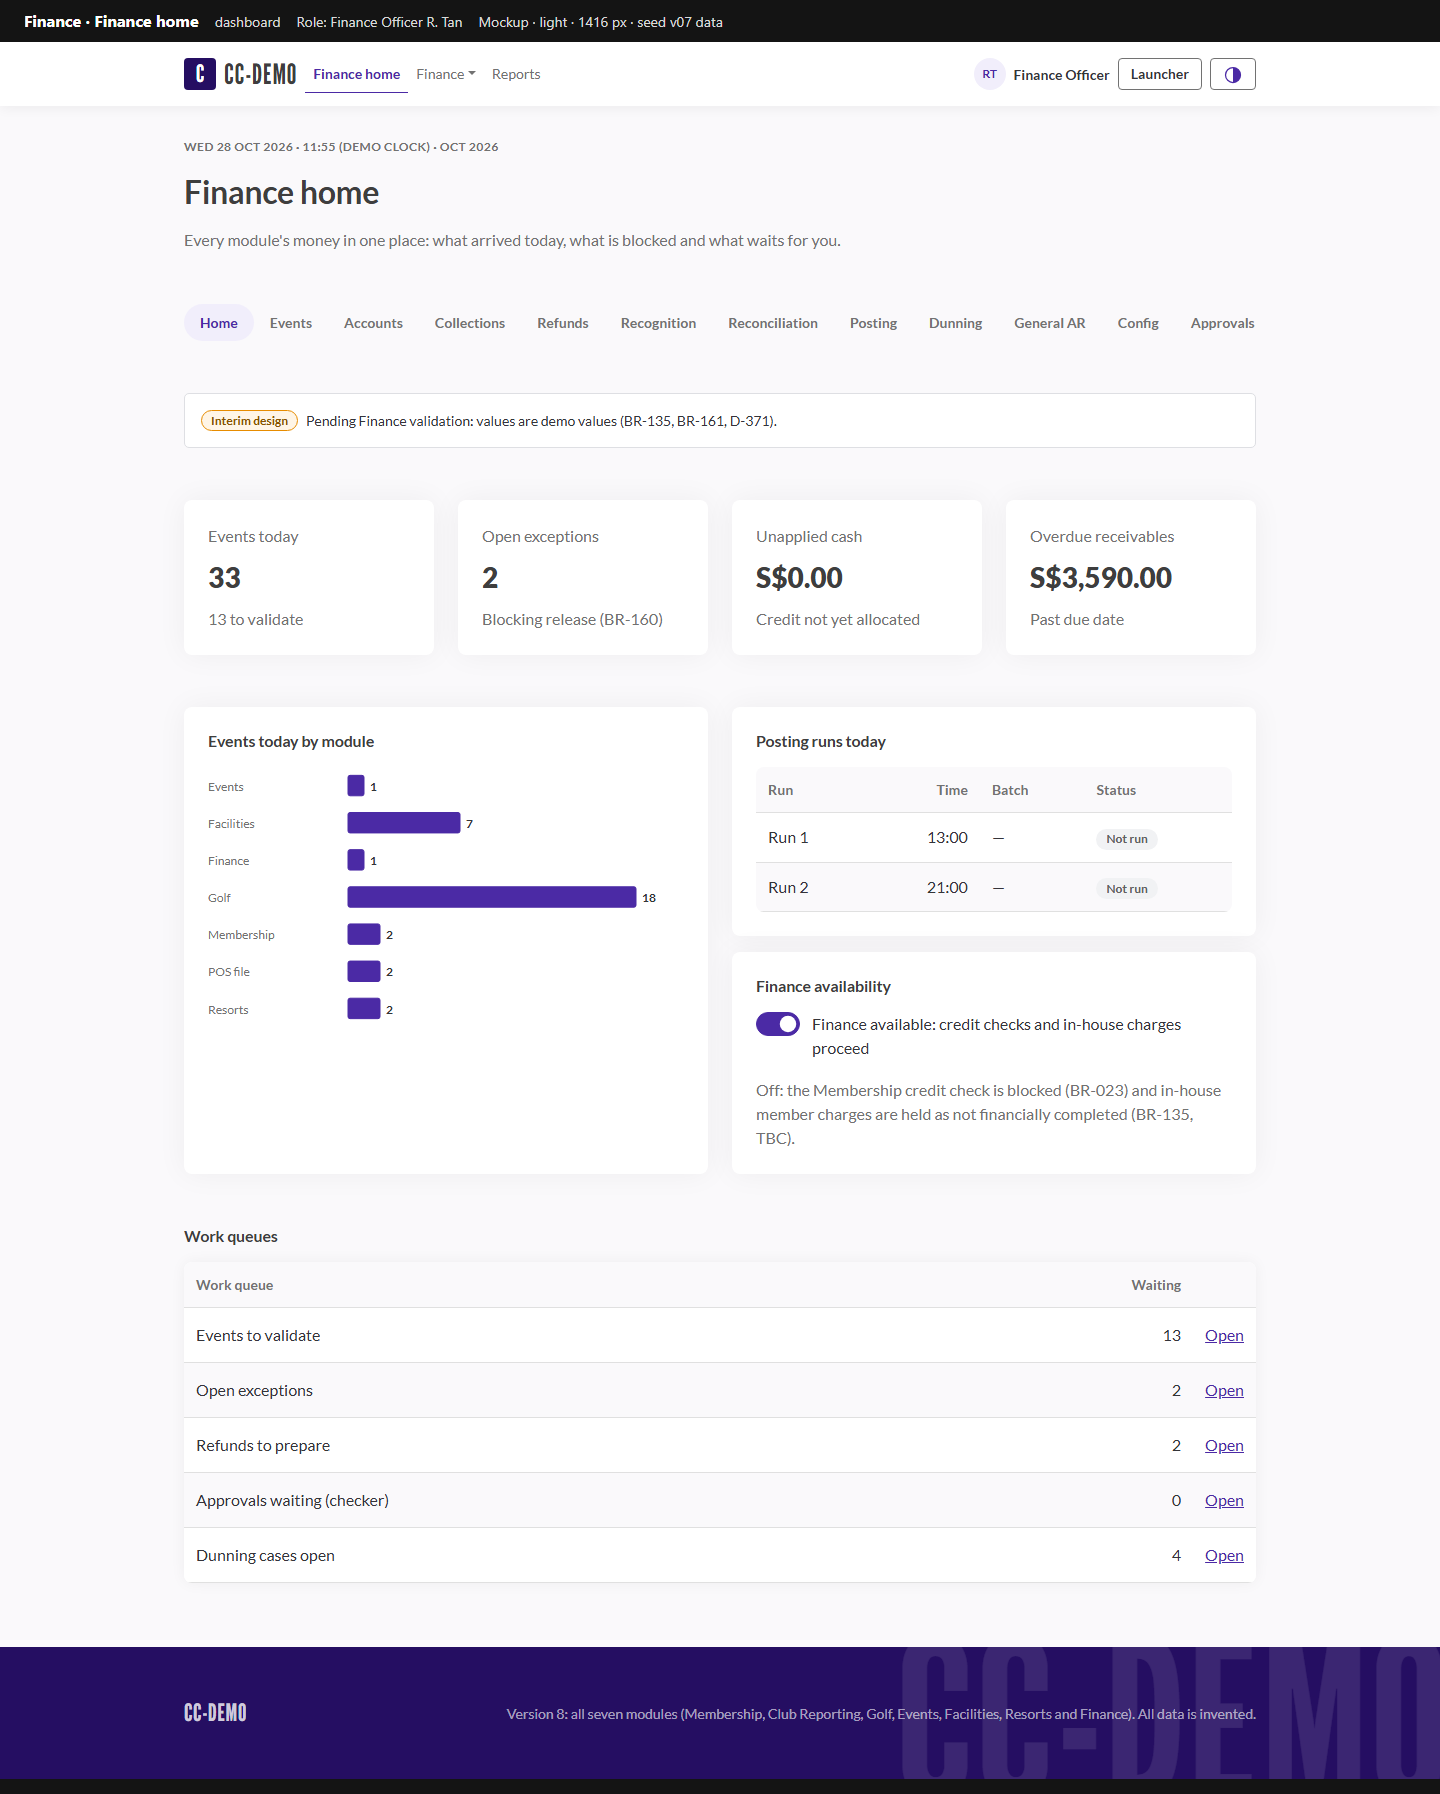 Finance · Finance home dashboard Role: Finance Officer R. Tan Mockup · light · 1416 px · seed v07 data
C CC-DEMO Finance home Finance Reports RT Finance Officer Launcher
WED 28 OCT 2026 · 11:55 (DEMO CLOCK) · OCT 2026
Finance home
Every module's money in one place: what arrived today, what is blocked and what waits for you.
Home Events Accounts Collections Refunds Recognition Reconciliation Posting Dunning General AR Config Approvals
Interim design Pending Finance validation: values are demo values (BR-135, BR-161, D-371).
Events today
33
13 to validate
Open exceptions
2
Blocking release (BR-160)
Unapplied cash
S$0.00
Credit not yet allocated
Overdue receivables
S$3,590.00
Past due date
Events today by module
Events 1
Facilities 7
Finance 1
Golf 18
Membership 2
POS file 2
Resorts 2
Posting runs today
Run Time Batch Status
Run 1 13:00 — Not run
Run 2 21:00 — Not run
Finance availability
Finance available: credit checks and in-house charges
proceed
Off: the Membership credit check is blocked (BR-023) and in-house
member charges are held as not financially completed (BR-135,
TBC).
Work queues
Work queue Waiting
Events to validate 13 Open
Open exceptions 2 Open
Refunds to prepare 2 Open
Approvals waiting (checker) 0 Open
Dunning cases open 4 Open
CC-DEMO
CC-DEMO Version 8: all seven modules (Membership, Club Reporting, Golf, Events, Facilities, Resorts and Finance). All data is invented.